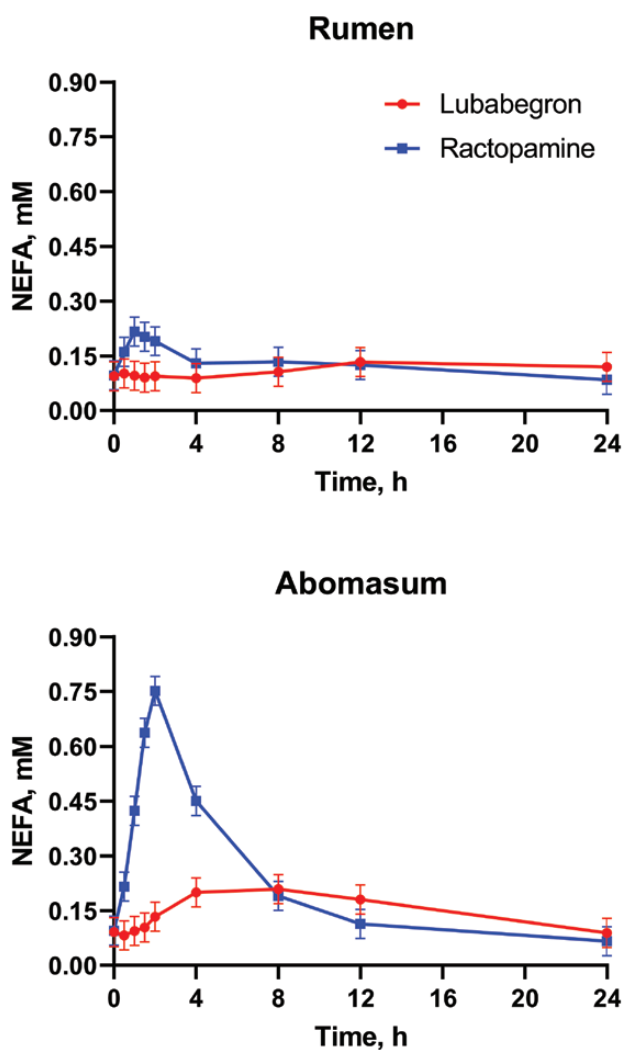 Rumen
0.90
0.75
0.60
0.45
0.30
0.15
0.00
NEFA, mM
Lubabegron
Ractopamine
0 4 8 12 16 20 24
Time, h
Abomasum
0.90
0.75
0.60
0.45
0.30
0.15
0.00
NEFA, mM
0 4 8 12 16 20 24
Time, h